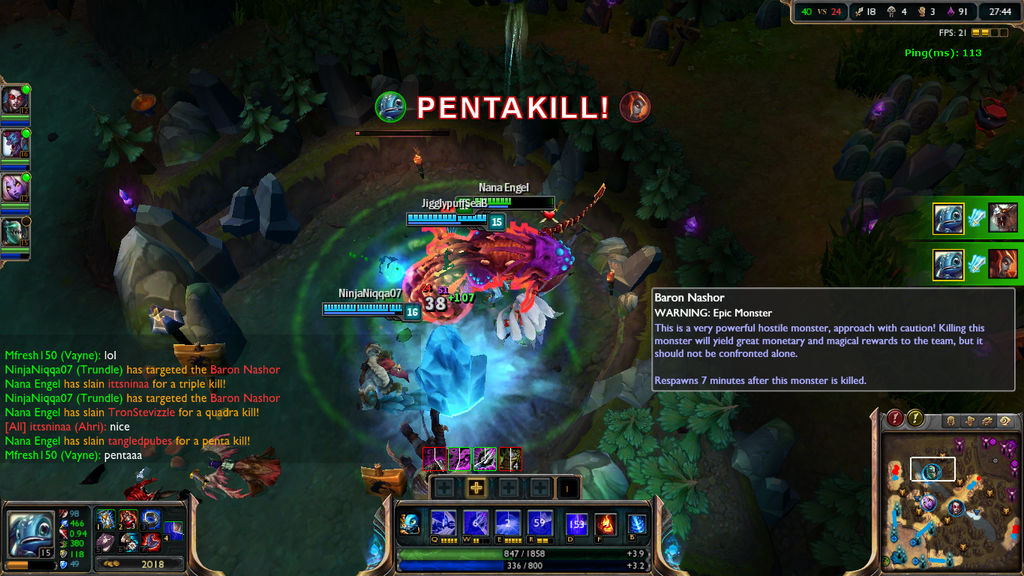 40 VS 24 18 4 3 91 27:44
FPS: 21
Ping(ms): 113
PENTAKILL!
Nana Engel
JigglypuffSeaB
15
NinjaNiqqa07
16
38
+107
Baron Nashor
WARNING: Epic Monster
This is a very powerful hostile monster, approach with caution! Killing this
monster will yield great monetary and magical rewards to the team, but it
should not be confronted alone.
Respawns 7 minutes after this monster is killed.
Mfresh150 (Vayne): lol
NinjaNiqqa07 (Trundle) has targeted the Baron Nashor
Nana Engel has slain ittsninaa for a triple kill!
NinjaNiqqa07 (Trundle) has targeted the Baron Nashor
Nana Engel has slain TronStevizzle for a quadra kill!
[All] ittsninaa (Ahri): nice
Nana Engel has slain tangledpubes for a penta kill!
Mfresh150 (Vayne): pentaaa
98
466
0.94
380
118
49
15
2018
Q W E R D F B
6 2 59 153
847 / 1858 +3.9
336 / 800 +3.2